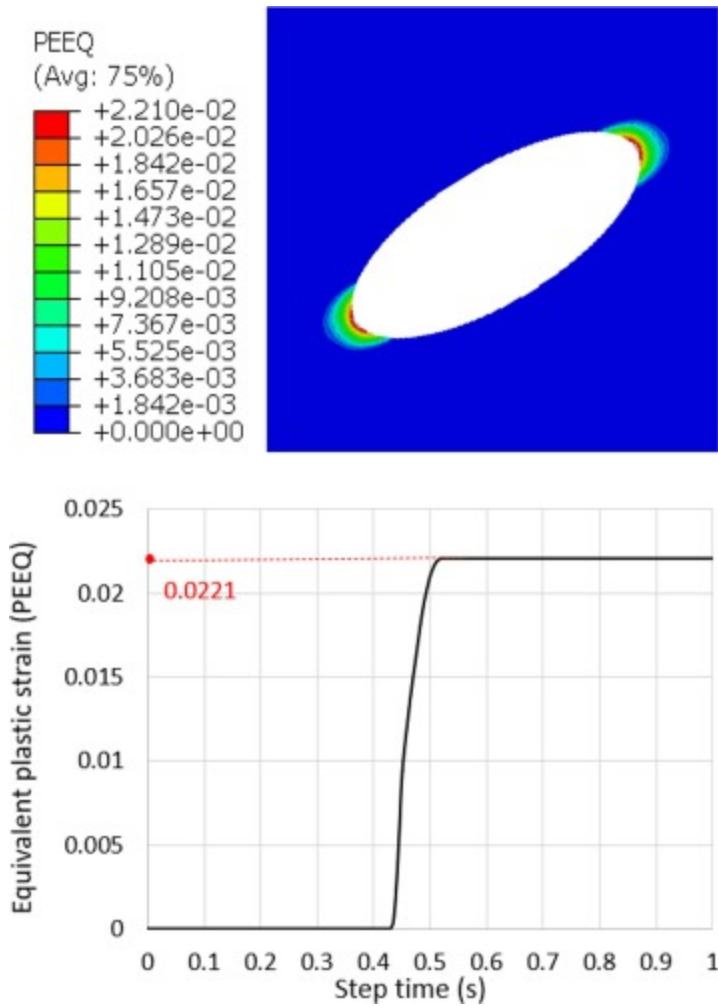 PEEQ
(Avg: 75%)
+2.210e-02
+2.026e-02
+1.842e-02
+1.657e-02
+1.473e-02
+1.289e-02
+1.105e-02
+9.208e-03
+7.367e-03
+5.525e-03
+3.683e-03
+1.842e-03
+0.000e+00
Equivalent plastic strain (PEEQ)
0.025
0.02
0.015
0.01
0.005
0
0.0221
0 0.1 0.2 0.3 0.4 0.5 0.6 0.7 0.8 0.9 1
Step time (s)